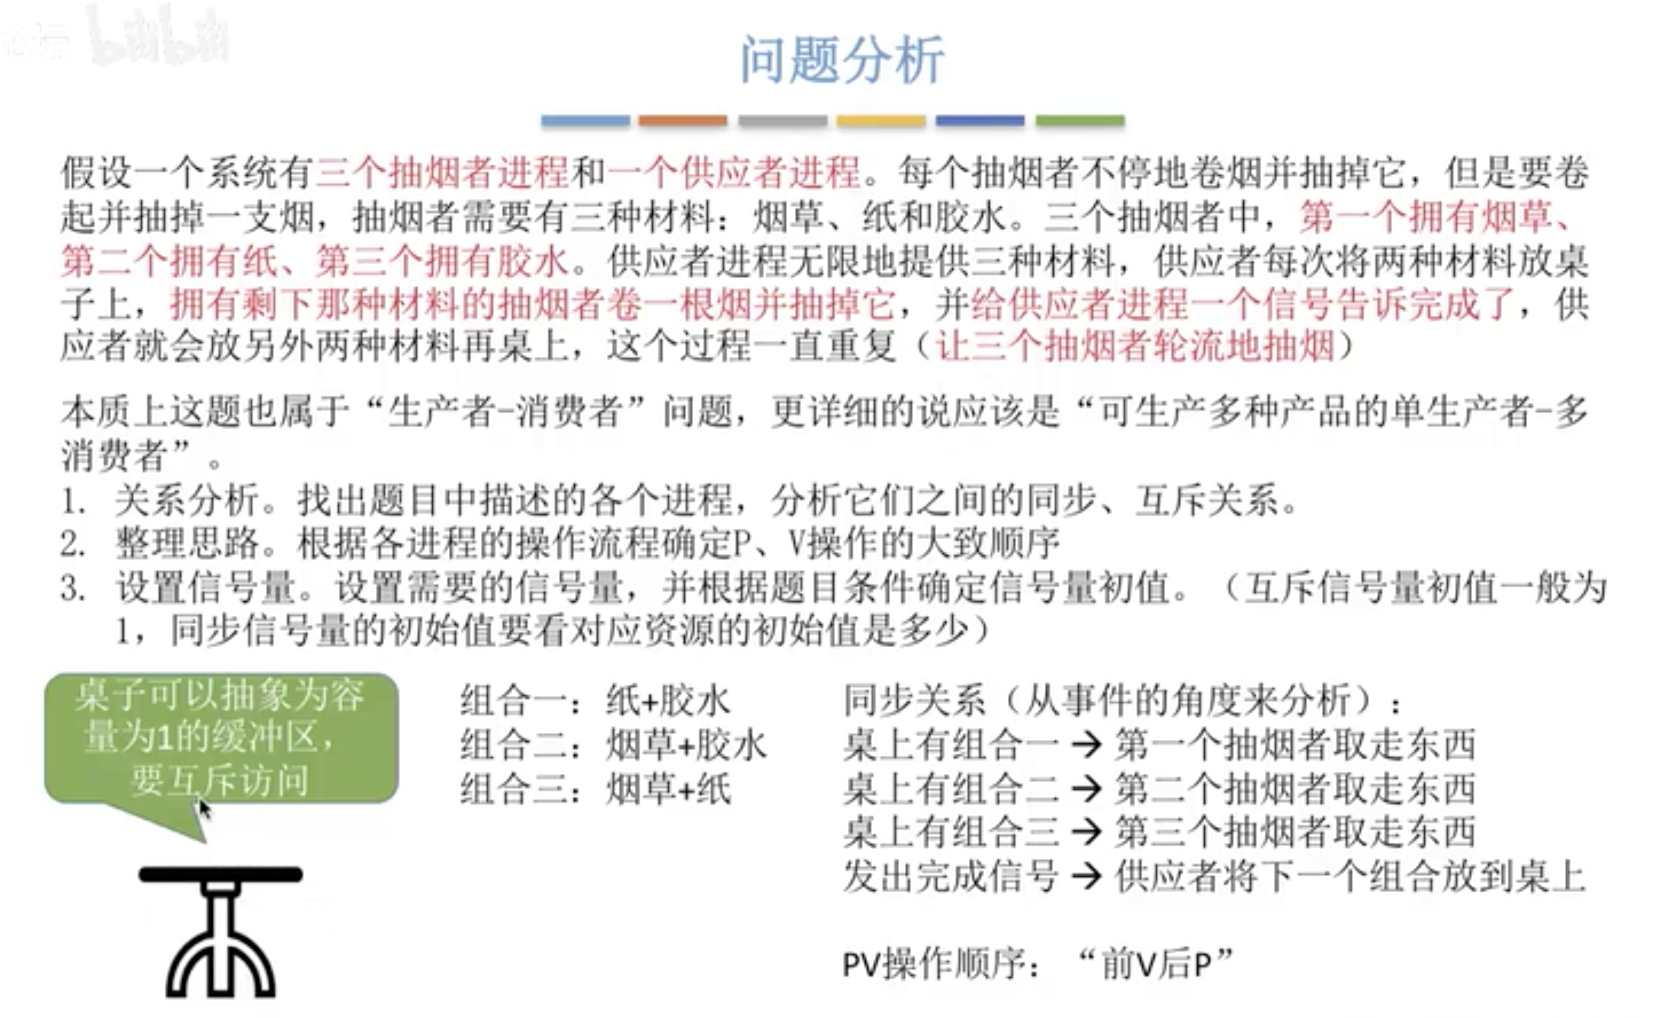 bilibili
问题分析
假设一个系统有三个抽烟者进程和一个供应者进程。每个抽烟者不停地卷烟并抽掉它，但是要卷
起并抽掉一支烟，抽烟者需要有三种材料：烟草、纸和胶水。三个抽烟者中，第一个拥有烟草、
第二个拥有纸、第三个拥有胶水。供应者进程无限地提供三种材料，供应者每次将两种材料放桌
子上，拥有剩下那种材料的抽烟者卷一根烟并抽掉它，并给供应者进程一个信号告诉完成了，供
应者就会放另外两种材料再桌上，这个过程一直重复（让三个抽烟者轮流地抽烟）
本质上这题也属于“生产者-消费者”问题，更详细的说应该是“可生产多种产品的单生产者-多
消费者”。
1. 关系分析。找出题目中描述的各个进程，分析它们之间的同步、互斥关系。
2. 整理思路。根据各进程的操作流程确定P、V操作的大致顺序
3. 设置信号量。设置需要的信号量，并根据题目条件确定信号量初值。（互斥信号量初值一般为
1，同步信号量的初始值要看对应资源的初始值是多少）
桌子可以抽象为容
量为1的缓冲区，
要互斥访问
组合一：纸+胶水
组合二：烟草+胶水
组合三：烟草+纸
同步关系（从事件的角度来分析）：
桌上有组合一 → 第一个抽烟者取走东西
桌上有组合二 → 第二个抽烟者取走东西
桌上有组合三 → 第三个抽烟者取走东西
发出完成信号 → 供应者将下一个组合放到桌上
PV操作顺序：“前V后P”